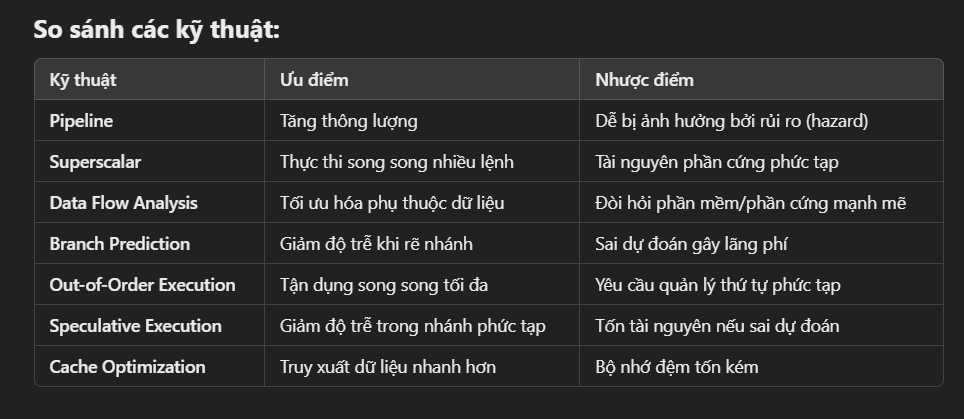 So sánh các kỹ thuật:
Kỹ thuật Ưu điểm Nhược điểm
Pipeline Tăng thông lượng Dễ bị ảnh hưởng bởi rủi ro (hazard)
Superscalar Thực thi song song nhiều lệnh Tài nguyên phần cứng phức tạp
Data Flow Analysis Tối ưu hóa phụ thuộc dữ liệu Đòi hỏi phần mềm/phần cứng mạnh mẽ
Branch Prediction Giảm độ trễ khi rẽ nhánh Sai dự đoán gây lãng phí
Out-of-Order Execution Tận dụng song song tối đa Yêu cầu quản lý thứ tự phức tạp
Speculative Execution Giảm độ trễ trong nhánh phức tạp Tốn tài nguyên nếu sai dự đoán
Cache Optimization Truy xuất dữ liệu nhanh hơn Bộ nhớ đệm tốn kém